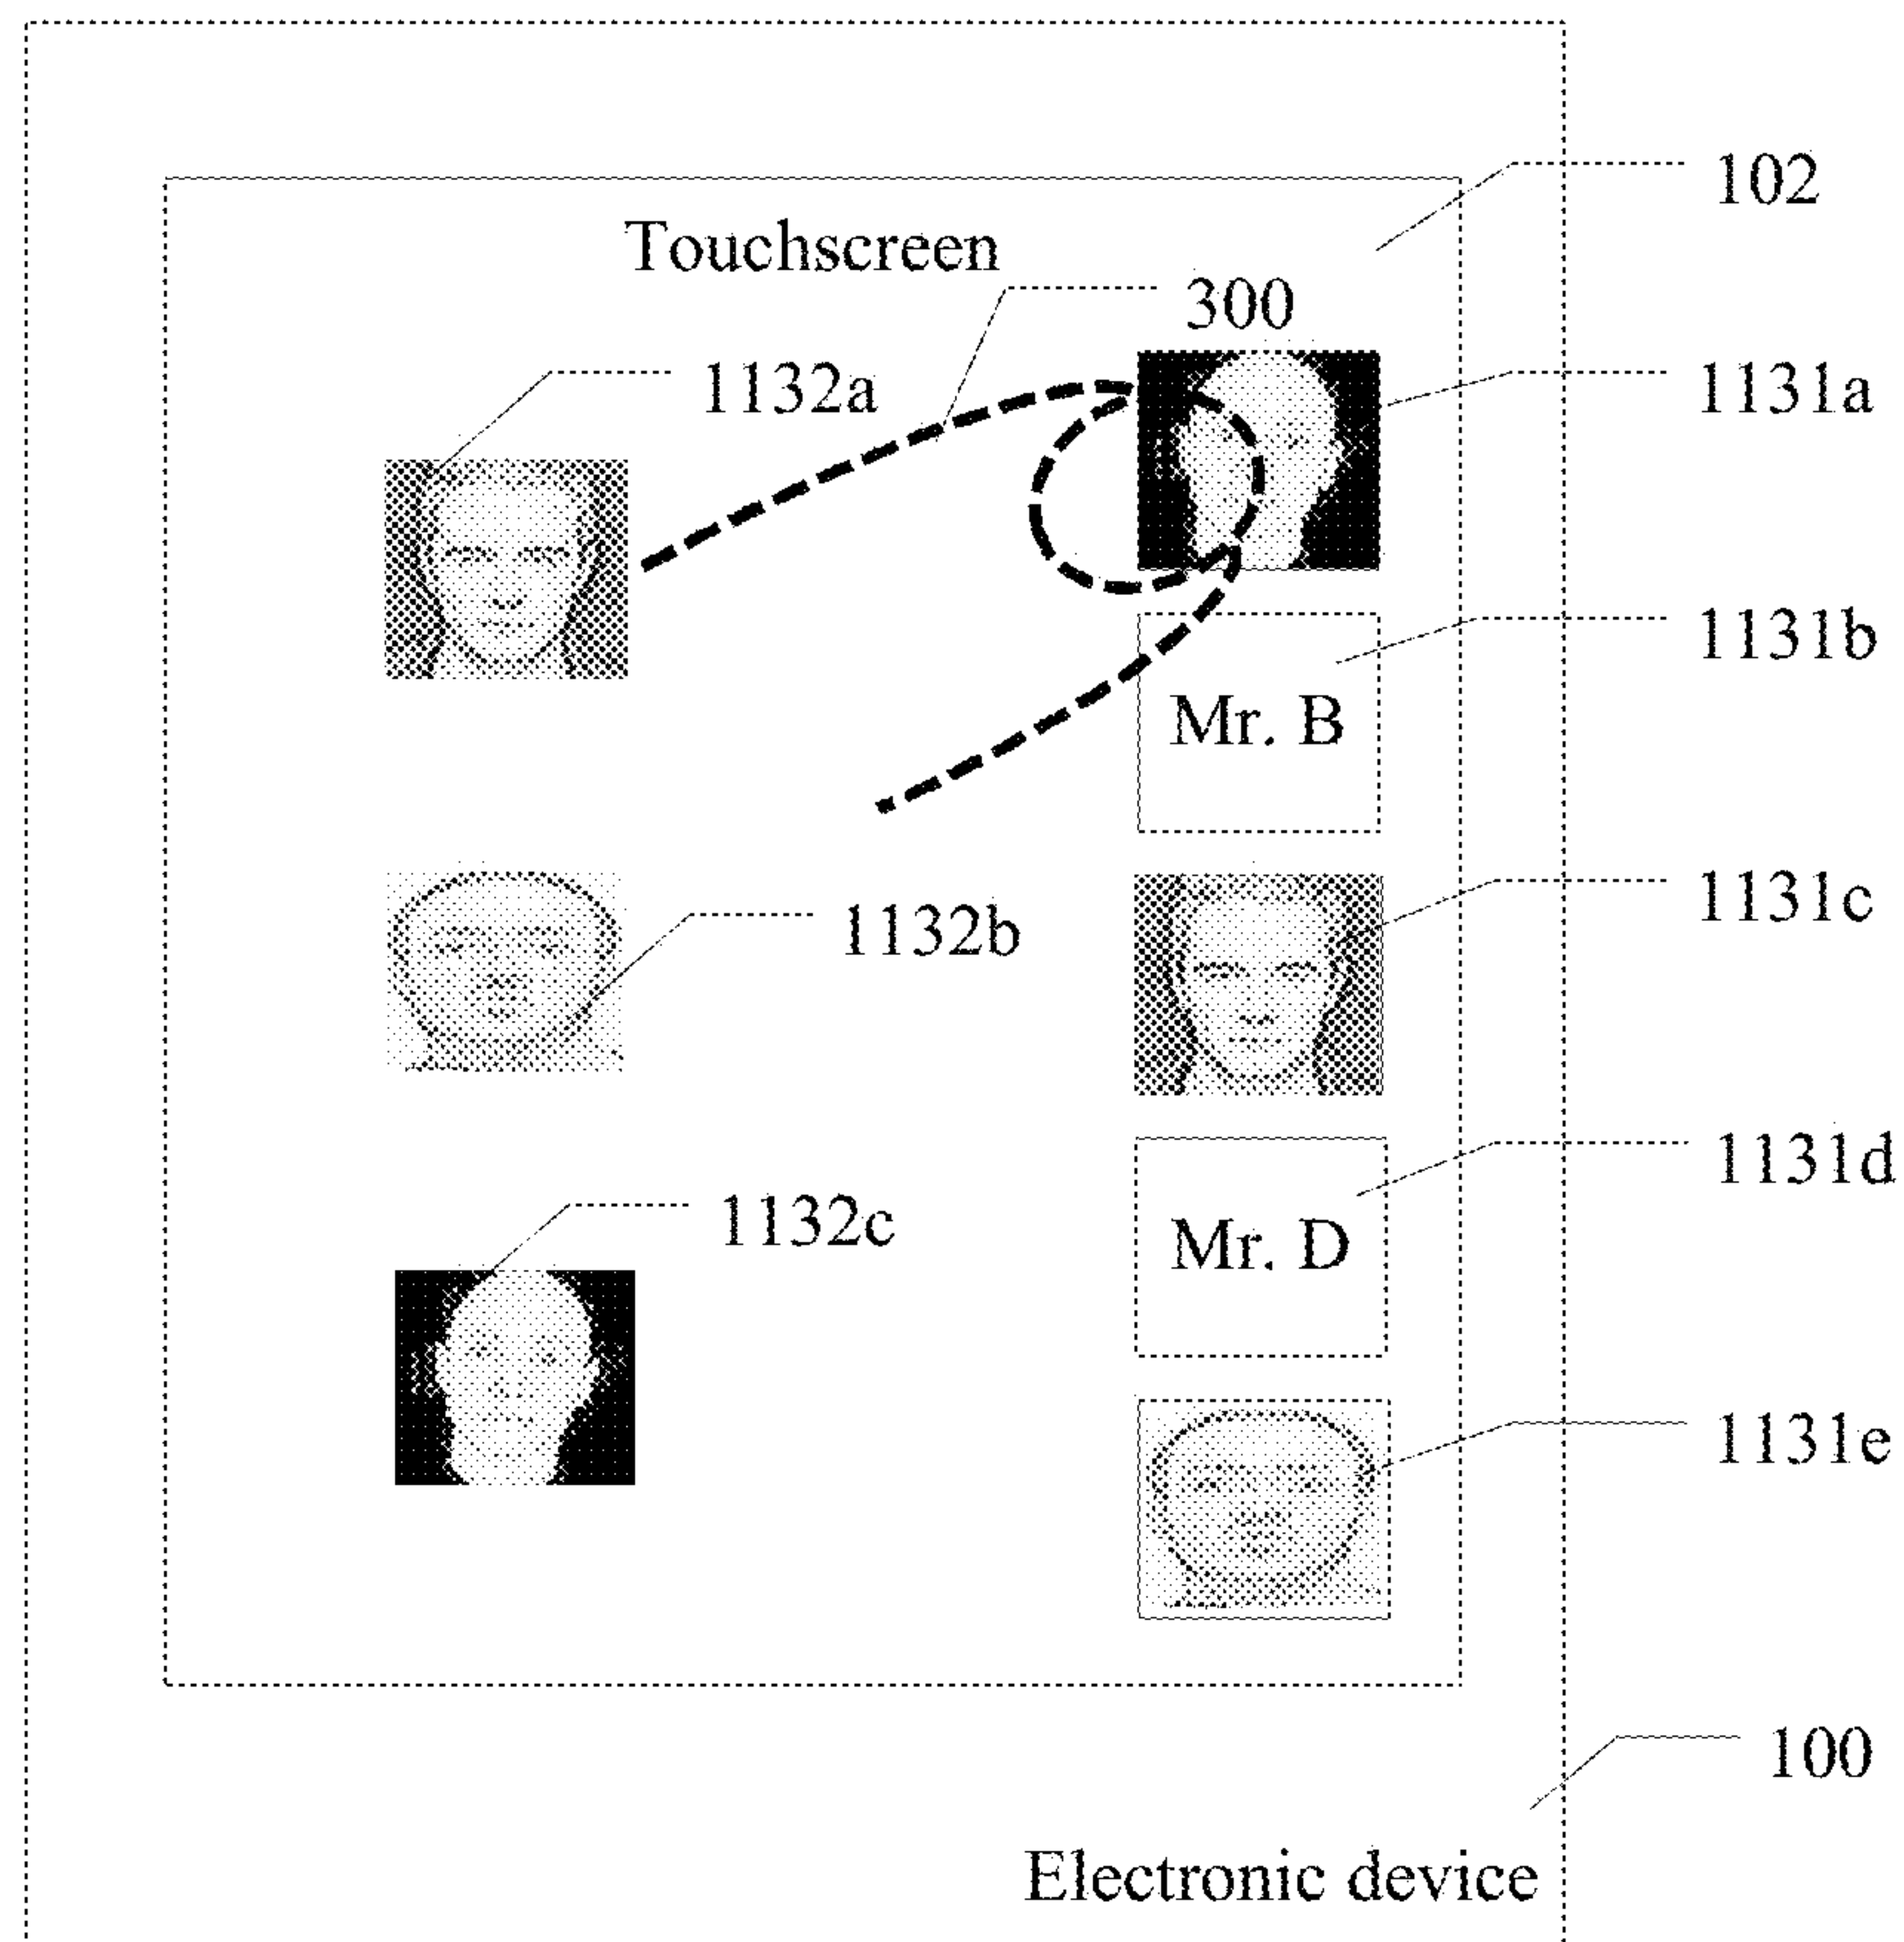 102
Touchscreen
300
1132a
1131a
1131b
Mr. B
1131c
1132b
1131d
1132c
Mr. D
1131e
100
Electronic device